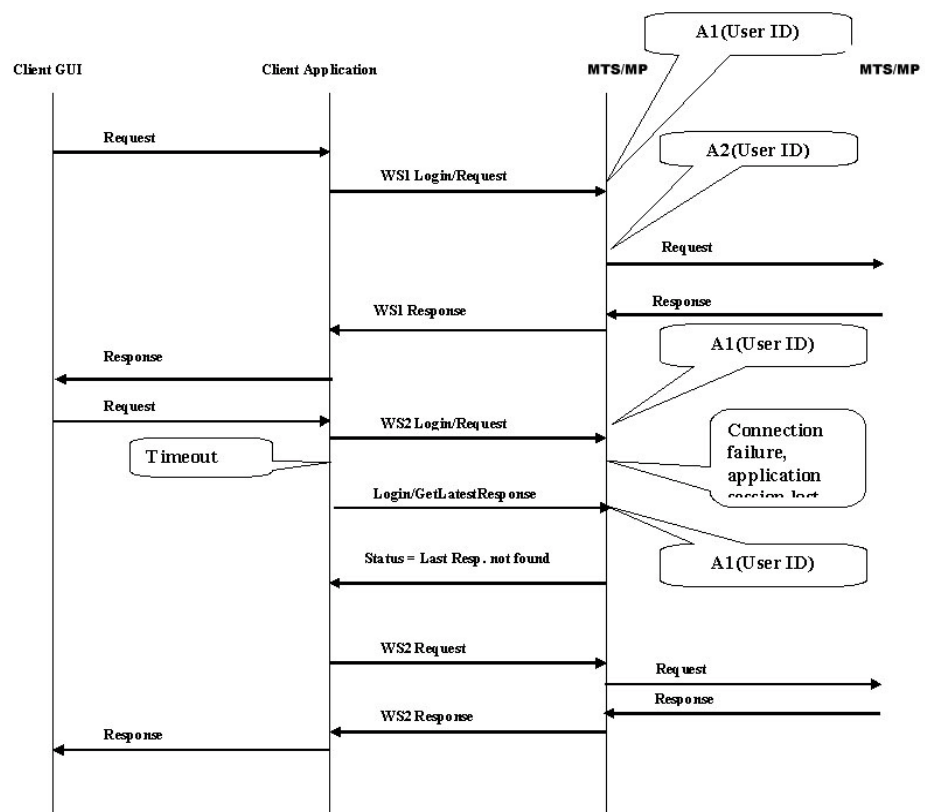 A1(User ID)
Client GUI
Client Application
MTS/MP
MTS/MP
Request
A2(User ID)
WS1 Login/Request
Request
Response
WS1 Response
A1(User ID)
Response
Request
WS2 Login/Request
Connection
failure,
application
session lost
Timeout
Login/GetLatestResponse
Status = Last Resp. not found
A1(User ID)
WS2 Request
Request
Response
WS2 Response
Response